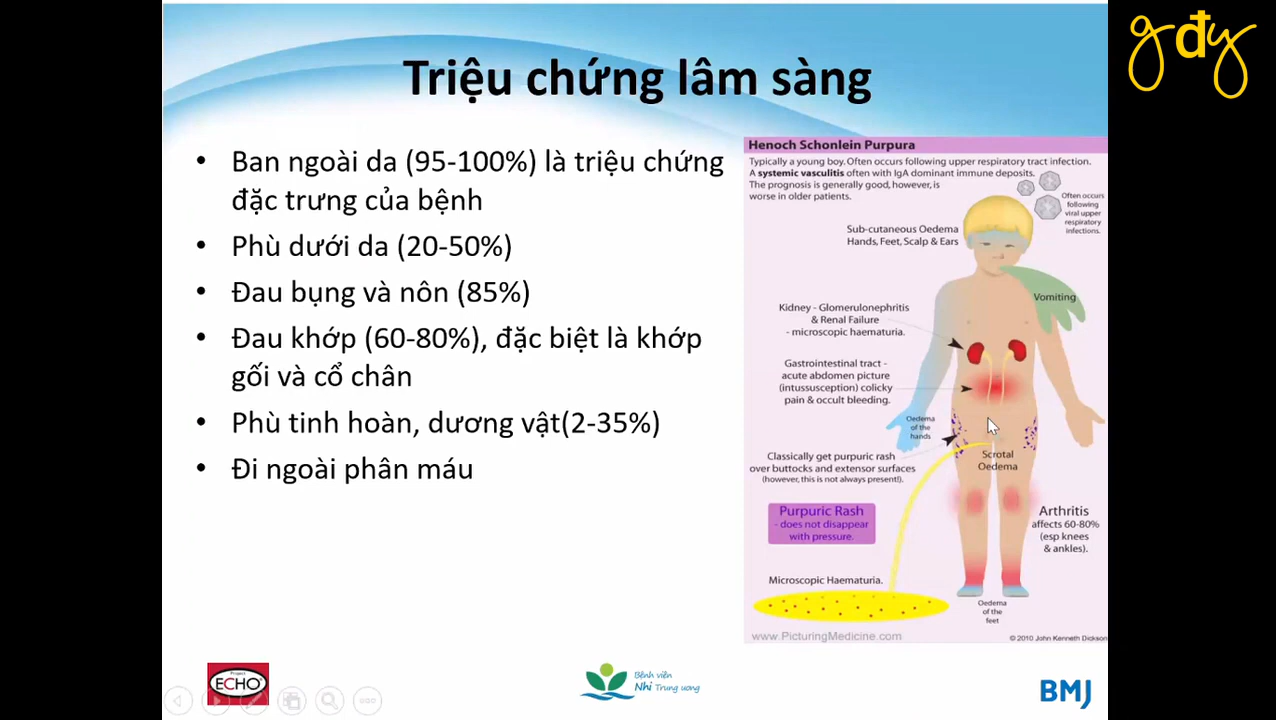 gđy
Triệu chứng lâm sàng
• Ban ngoài da (95-100%) là triệu chứng
đặc trưng của bệnh
• Phù dưới da (20-50%)
• Đau bụng và nôn (85%)
• Đau khớp (60-80%), đặc biệt là khớp
gối và cổ chân
• Phù tinh hoàn, dương vật(2-35%)
• Đi ngoài phân máu
Henoch Schonlein Purpura
Typically a young boy. Often occurs following upper respiratory tract infection.
A systemic vasculitis often with IgA dominant immune deposits.
The prognosis is generally good, however, is
worse in older patients.
Often occurs
following
viral upper
respiratory
infections.
Sub-cutaneous Oedema
Hands, Feet, Scalp & Ears
Vomiting
Kidney - Glomerulonephritis
& Renal Failure
- microscopic haematuria.
Gastrointestinal tract -
acute abdomen picture
(intussusception) colicky
pain & occult bleeding.
Oedema
of the
hands
Classically get purpuric rash
over buttocks and extensor surfaces
(however, this is not always present!).
Scrotal
Oedema
Purpuric Rash
- does not disappear
with pressure.
Arthritis
affects 60-80%
(esp knees
& ankles).
Microscopic Haematuria.
Oedema
of the
feet
www.PicturingMedicine.com
© 2010 John Kenneth Dickson
Project
ECHO
Bệnh viện
Nhi Trung ương
BMJ